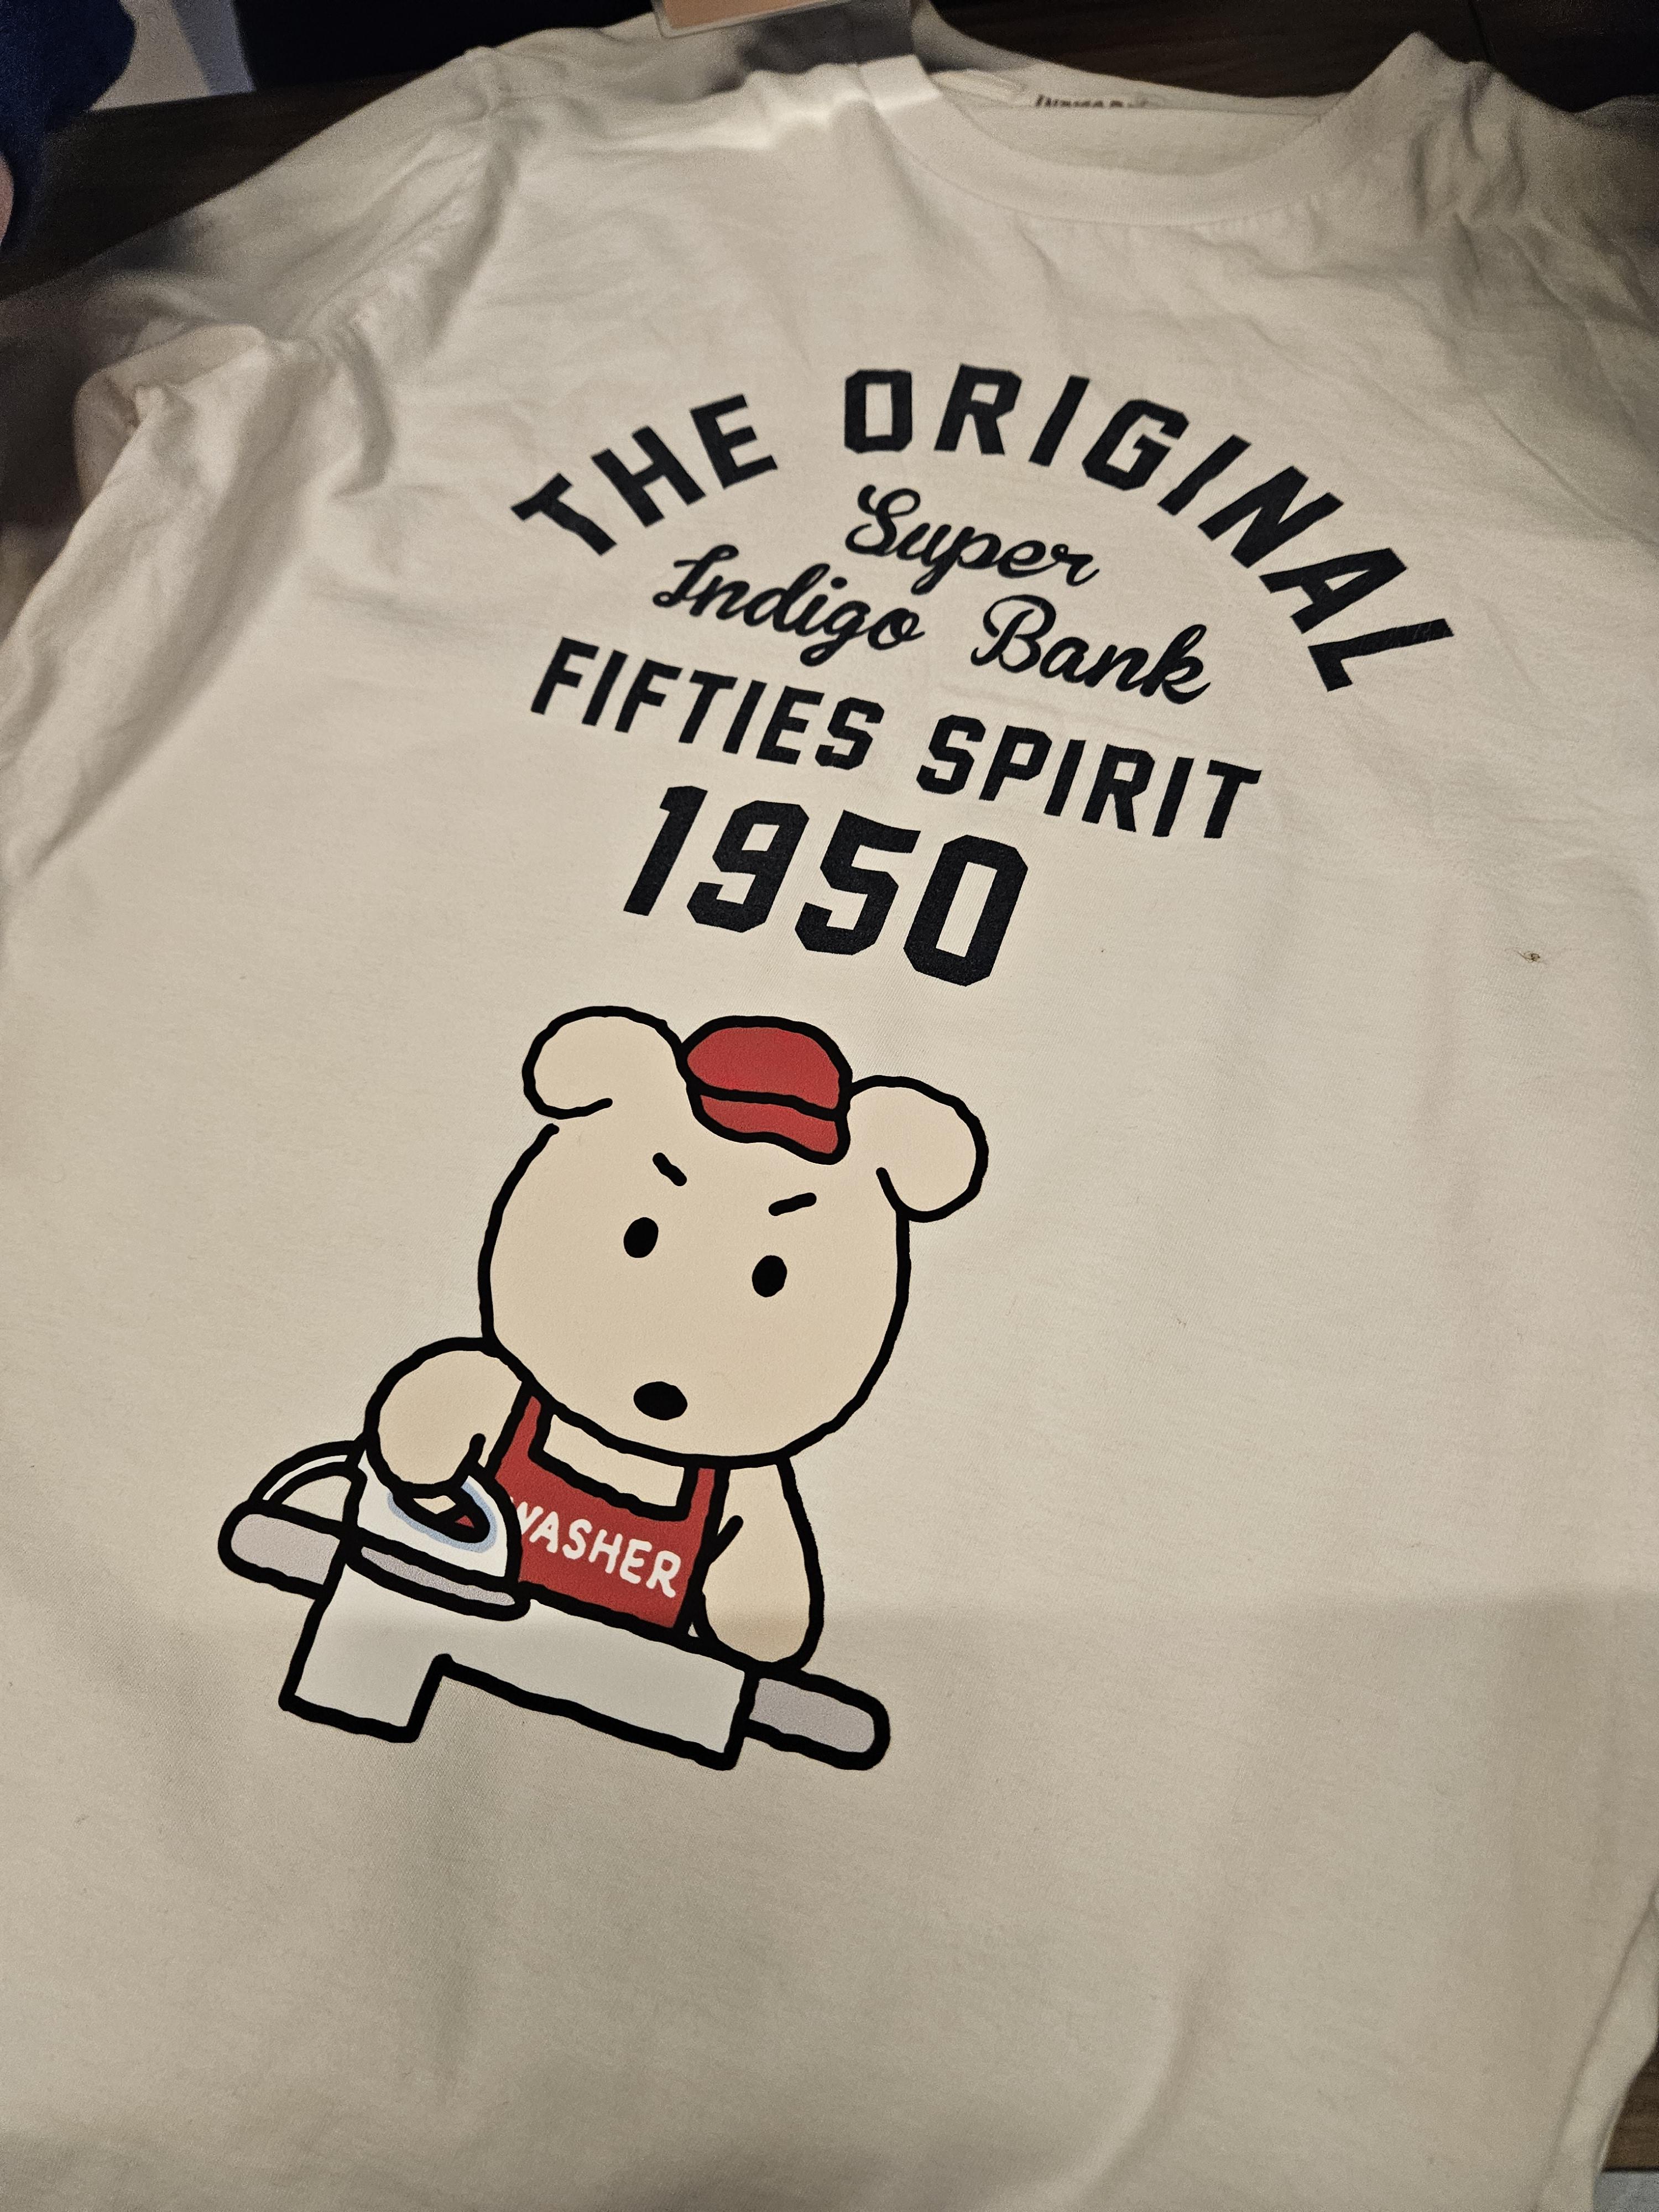 THE ORIGINAL
Super
Indigo Bank
FIFTIES SPIRIT
1950
WASHER